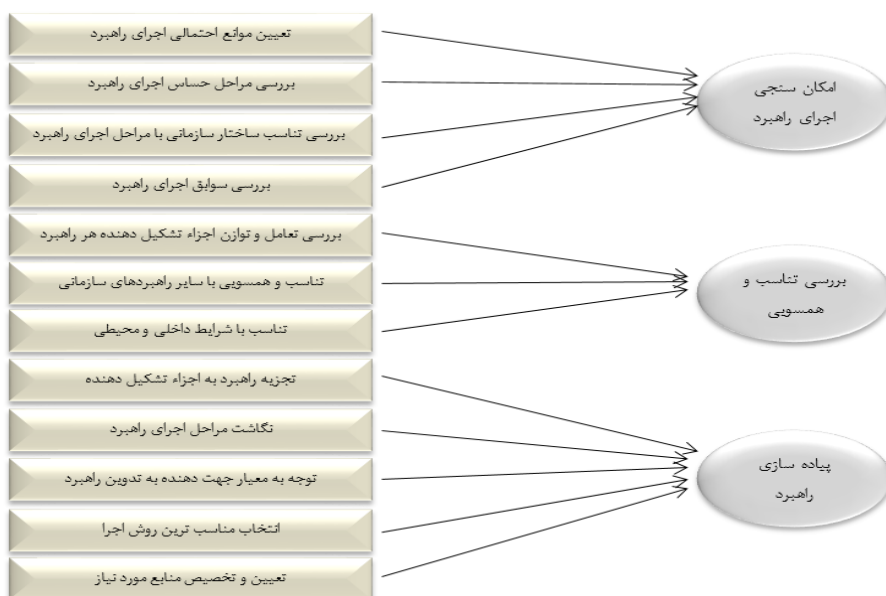 تعیین موانع احتمالی اجرای راهبرد
بررسی مراحل حساس اجرای راهبرد
بررسی تناسب ساختار سازمانی با مراحل اجرای راهبرد
بررسی سوابق اجرای راهبرد
بررسی تعامل و توازن اجزاء تشکیل دهنده هر راهبرد
تناسب و همسویی با سایر راهبردهای سازمانی
تناسب با شرایط داخلی و محیطی
تجزیه راهبرد به اجزاء تشکیل دهنده
نگاشت مراحل اجرای راهبرد
توجه به معیار جهت دهنده به تدوین راهبرد
انتخاب مناسب ترین روش اجرا
تعیین و تخصیص منابع مورد نیاز
امکان سنجی
اجرای راهبرد
بررسی تناسب و
همسویی
پیاده سازی
راهبرد